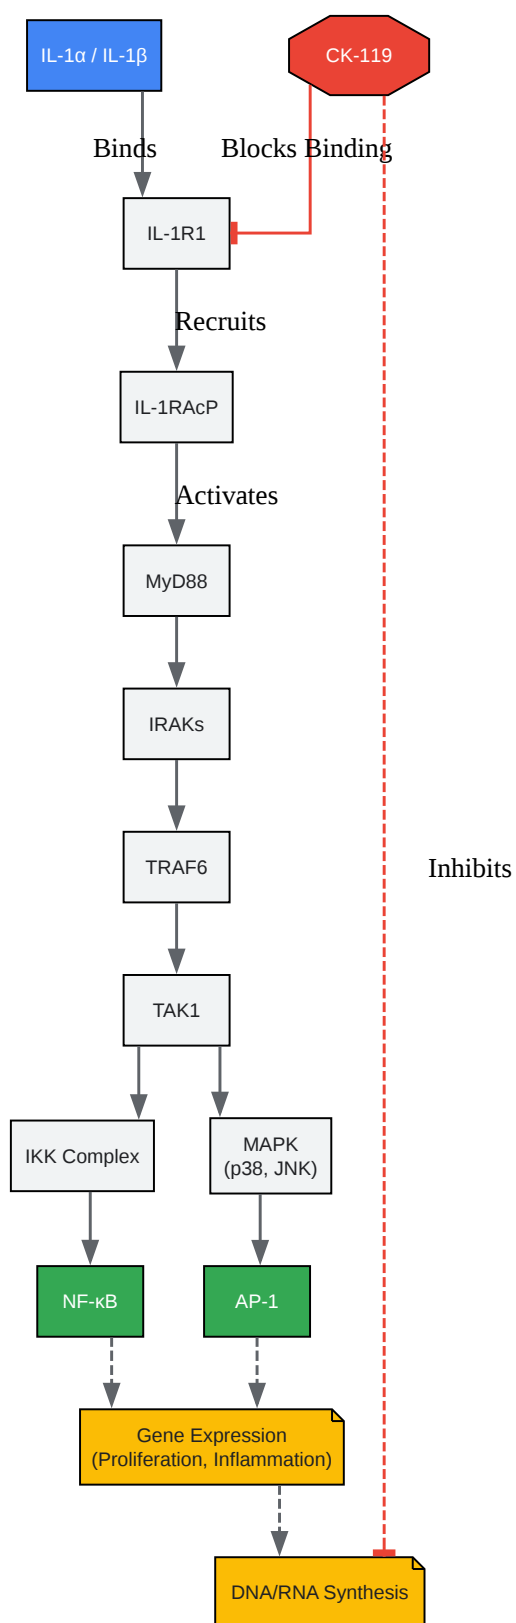 IL-1α / IL-1β
CK-119
Binds
Blocks Binding
IL-1R1
Recruits
IL-1RAcP
Activates
MyD88
IRAKs
TRAF6
Inhibits
TAK1
IKK Complex
MAPK
(p38, JNK)
NF-κB
AP-1
Gene Expression
(Proliferation, Inflammation)
DNA/RNA Synthesis